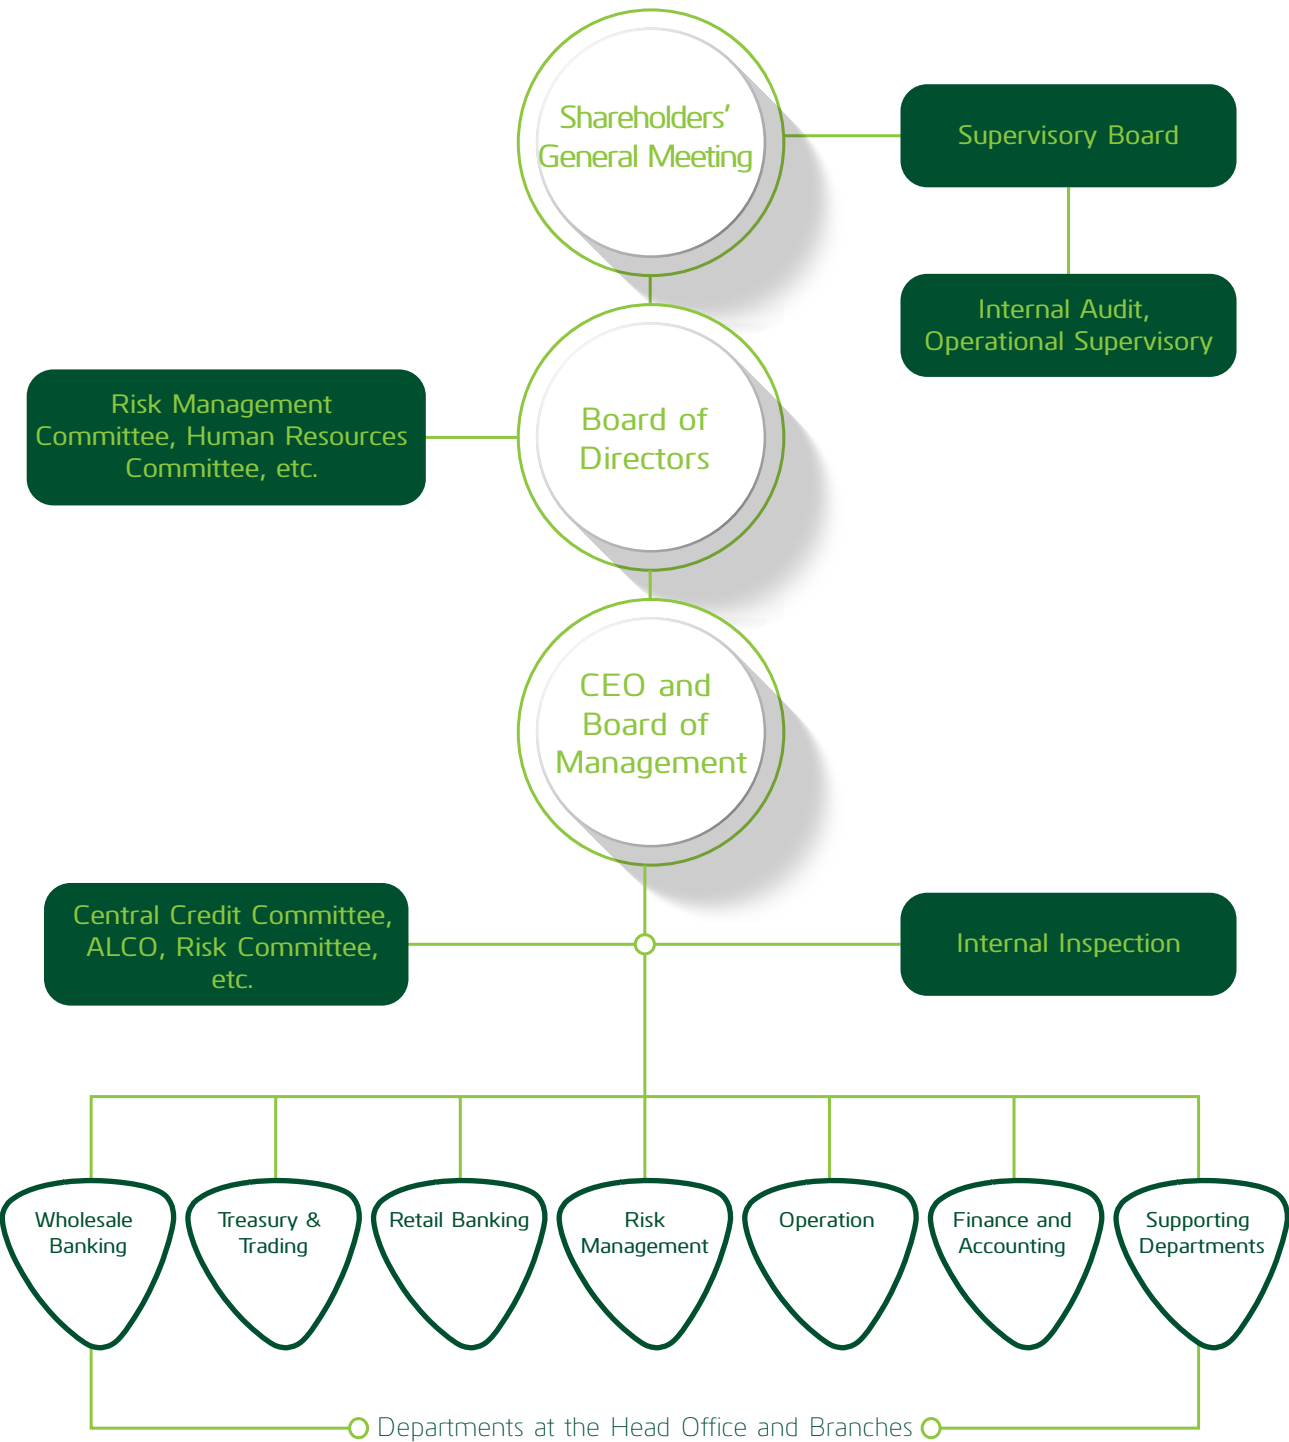 Shareholders'
General Meeting
Supervisory Board
Internal Audit,
Operational Supervisory
Risk Management
Committee, Human Resources
Committee, etc.
Board of
Directors
CEO and
Board of
Management
Central Credit Committee,
ALCO, Risk Committee,
etc.
Internal Inspection
Wholesale
Banking
Treasury &
Trading
Retail Banking
Risk
Management
Operation
Finance and
Accounting
Supporting
Departments
Departments at the Head Office and Branches